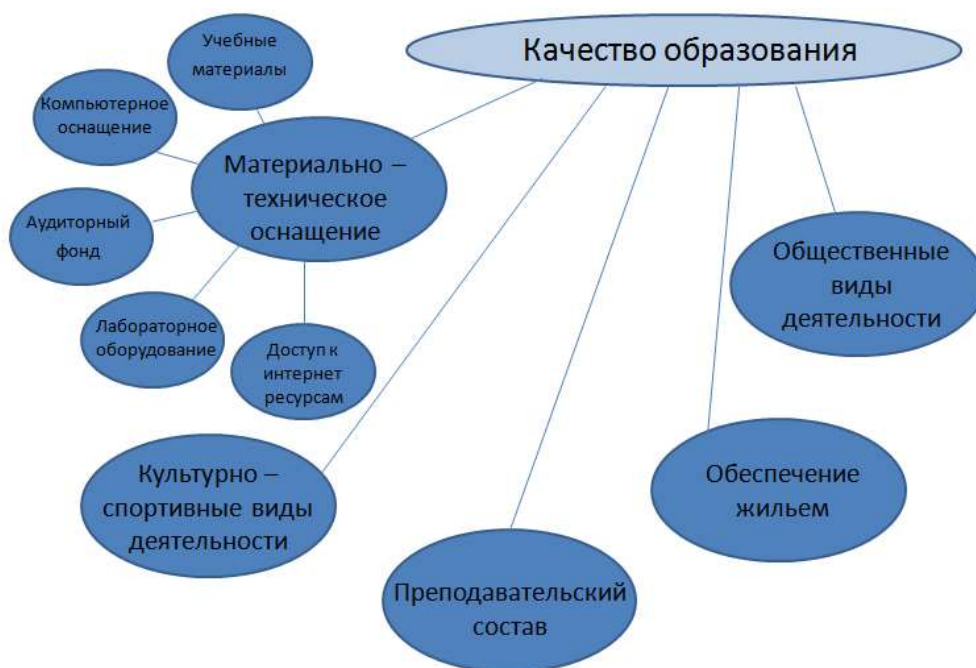 Качество образования
Учебные
материалы
Компьютерное
оснащение
Материально –
техническое
оснащение
Аудиторный
фонд
Лабораторное
оборудование
Доступ к
интернет
ресурсам
Общественные
виды
деятельности
Культурно –
спортивные виды
деятельности
Обеспечение
жильем
Преподавательский
состав